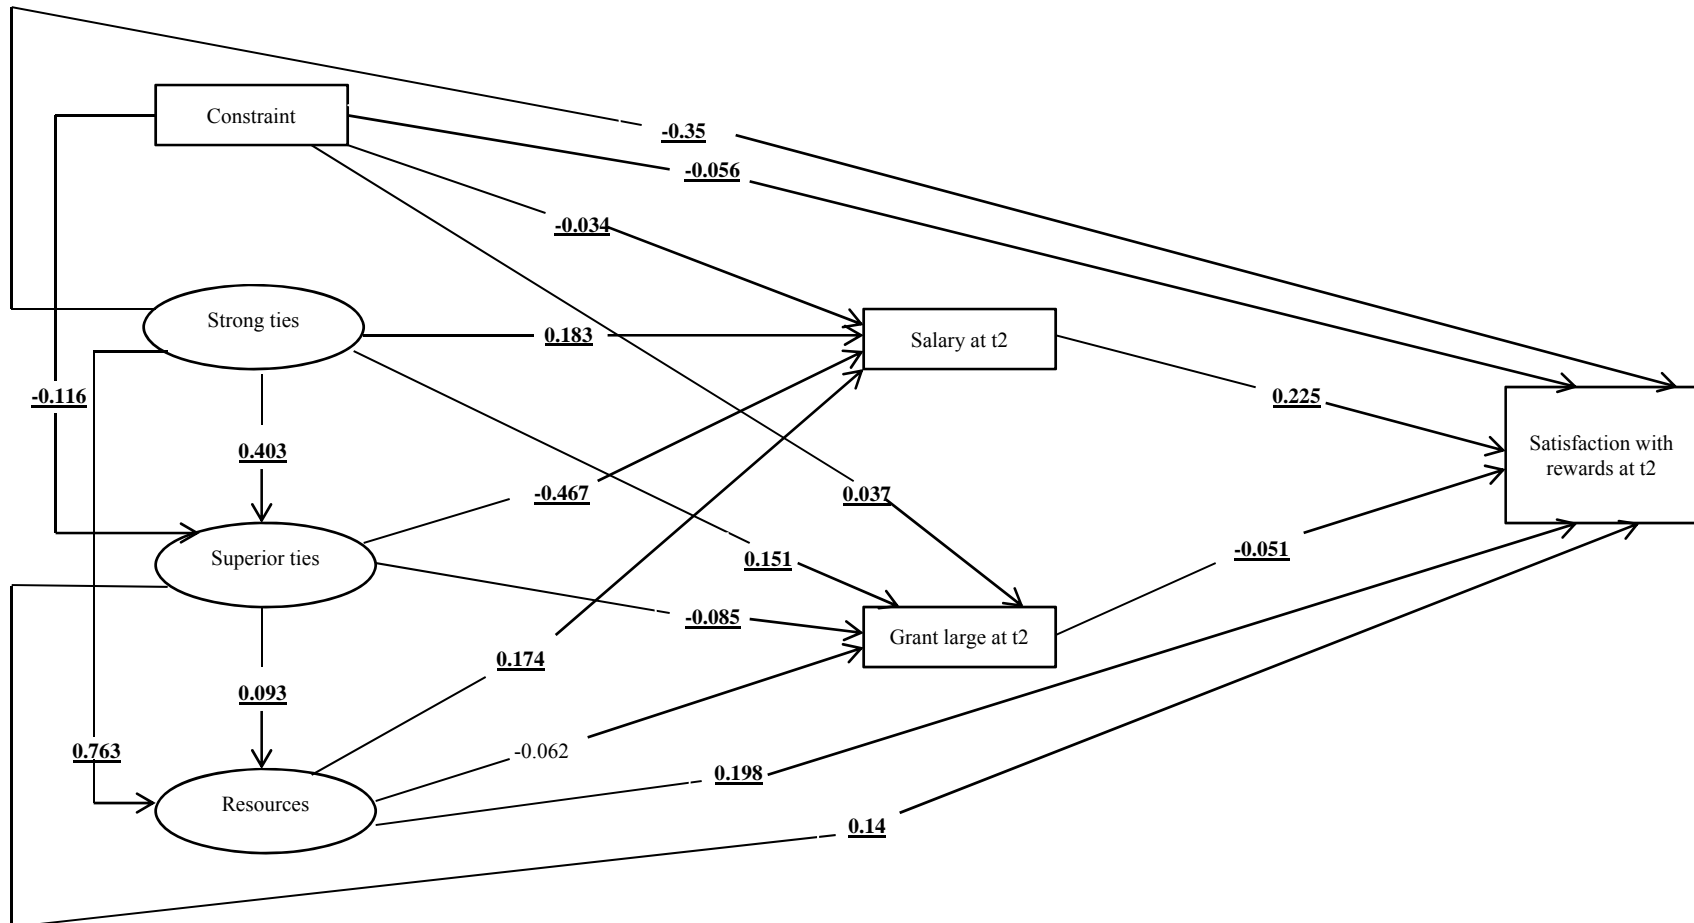 Constraint
-0.35
-0.056
-0.034
Strong ties
0.183
Salary at t2
-0.116
0.225
0.403
Satisfaction with
rewards at t2
-0.467
0.037
Superior ties
0.151
-0.051
-0.085
Grant large at t2
0.174
0.093
0.763
-0.062
0.198
Resources
0.14